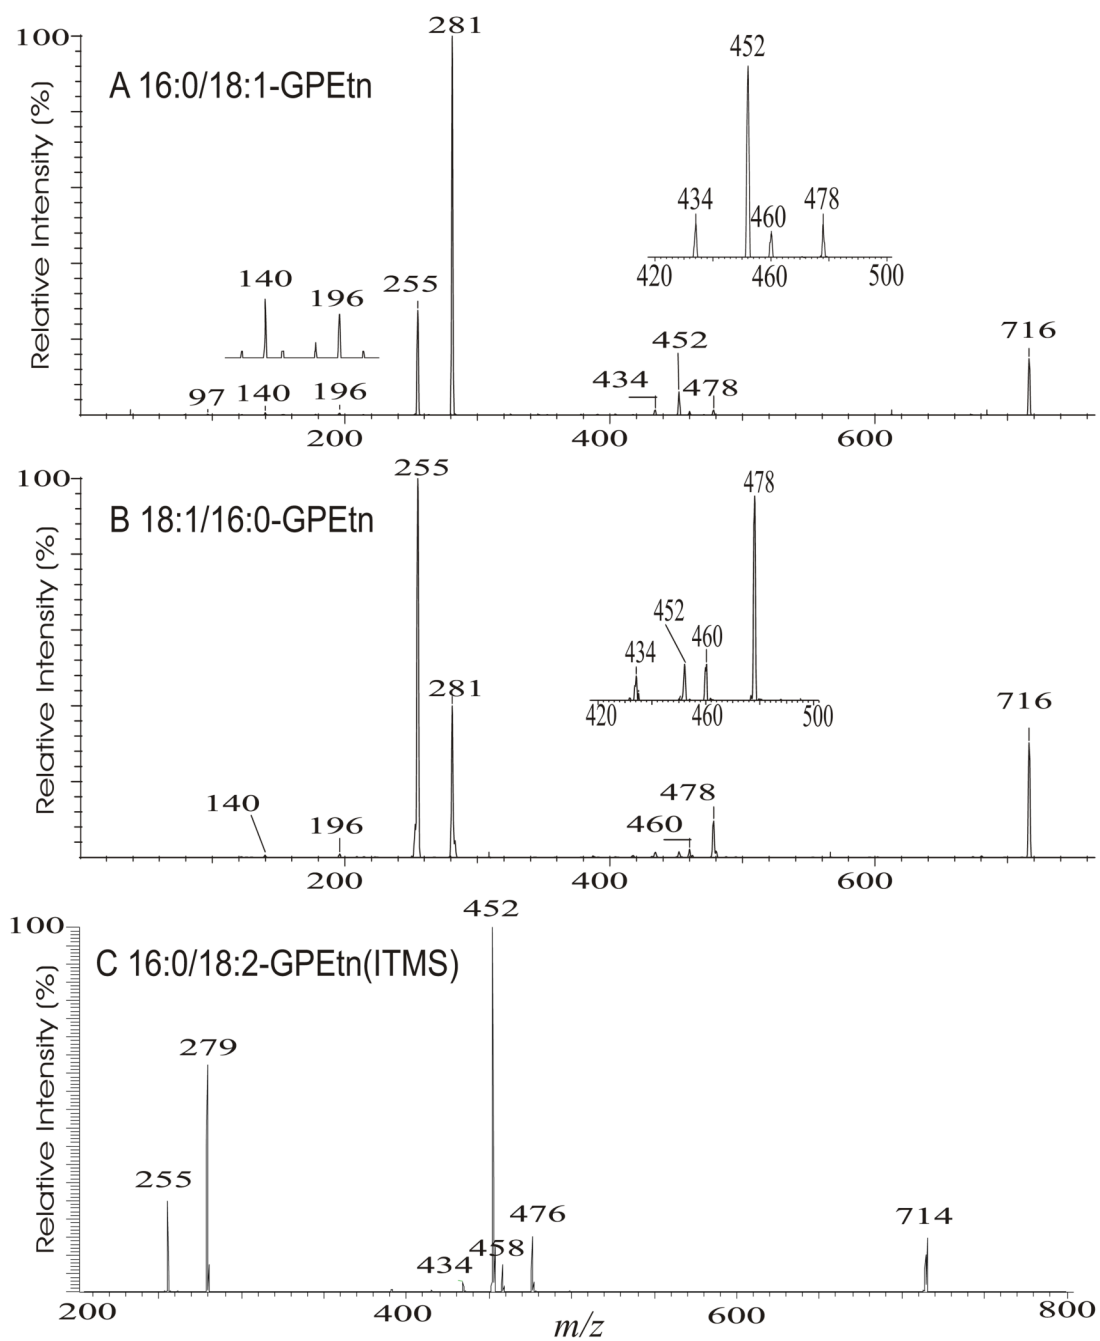 281
100
A 16:0/18:1-GPEtn
452
434
478
460
420 460 500
140
196
255
716
452
434
478
97 140 196
Relative Intensity (%)
200 400 600
255
100
B 18:1/16:0-GPEtn
478
452
460
434
420 460 500
281
716
140
196
478
460
Relative Intensity (%)
200 400 600
452
100
C 16:0/18:2-GPEtn(ITMS)
279
255
476
714
458
434
Relative Intensity (%)
200 400 600 800
m/z